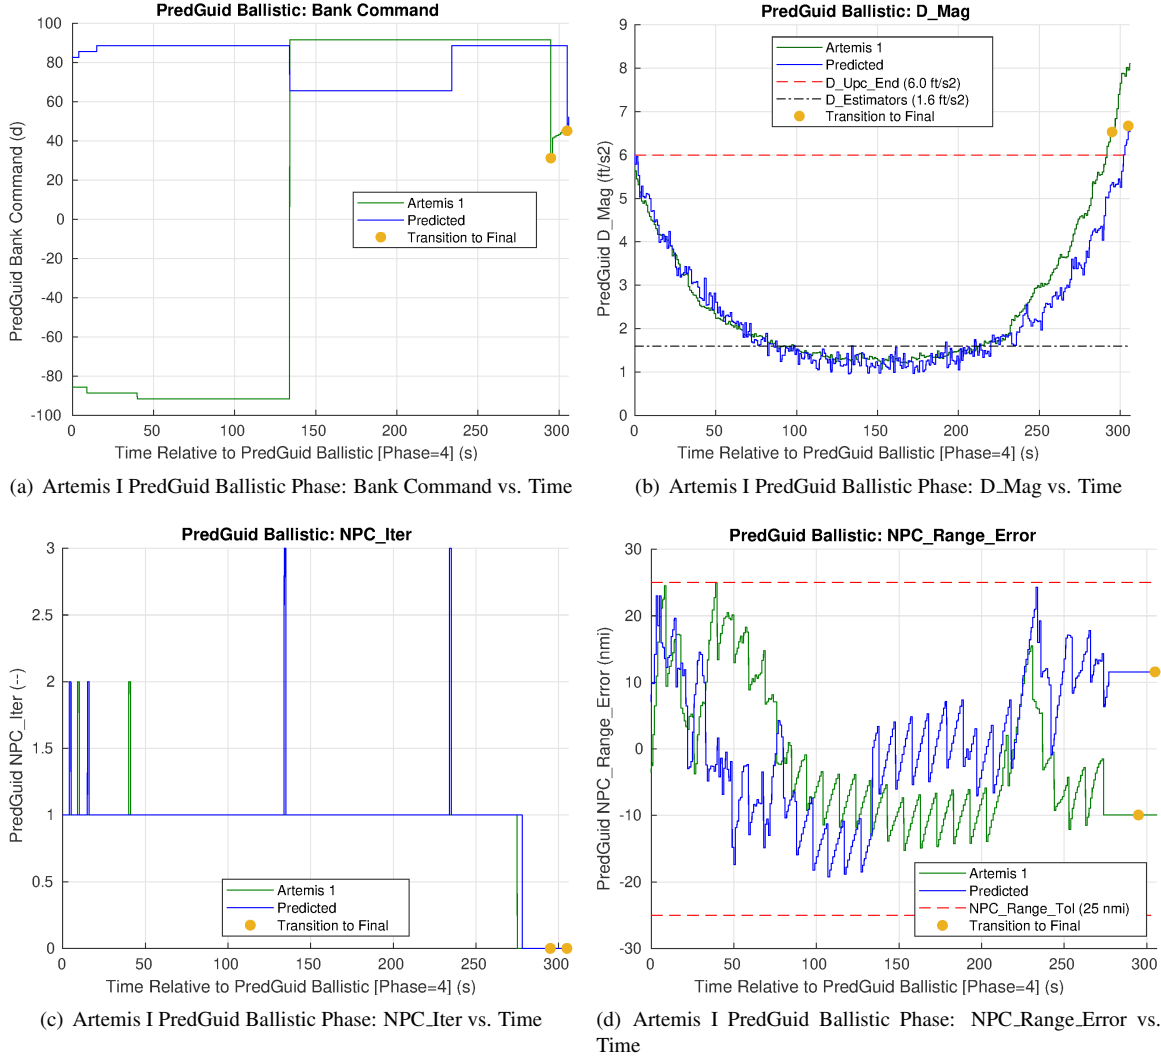 PredGuid Ballistic: Bank Command
100
80
60
40
20
0
-20
-40
-60
-80
-100
PredGuid Bank Command (d)
Artemis 1
Predicted
Transition to Final
0 50 100 150 200 250 300
Time Relative to PredGuid Ballistic [Phase=4] (s)
(a) Artemis I PredGuid Ballistic Phase: Bank Command vs. Time
PredGuid Ballistic: D_Mag
9
8
7
6
5
4
3
2
1
0
PredGuid D_Mag (ft/s2)
Artemis 1
Predicted
D_Upc_End (6.0 ft/s2)
D_Estimators (1.6 ft/s2)
Transition to Final
0 50 100 150 200 250 300
Time Relative to PredGuid Ballistic [Phase=4] (s)
(b) Artemis I PredGuid Ballistic Phase: D_Mag vs. Time
PredGuid Ballistic: NPC_Iter
3
2.5
2
1.5
1
0.5
0
PredGuid NPC_Iter (--)
Artemis 1
Predicted
Transition to Final
0 50 100 150 200 250 300
Time Relative to PredGuid Ballistic [Phase=4] (s)
(c) Artemis I PredGuid Ballistic Phase: NPC_Iter vs. Time
PredGuid Ballistic: NPC_Range_Error
30
20
10
0
-10
-20
-30
PredGuid NPC_Range_Error (nmi)
Artemis 1
Predicted
NPC_Range_Tol (25 nmi)
Transition to Final
0 50 100 150 200 250 300
Time Relative to PredGuid Ballistic [Phase=4] (s)
(d) Artemis I PredGuid Ballistic Phase: NPC_Range_Error vs.
Time